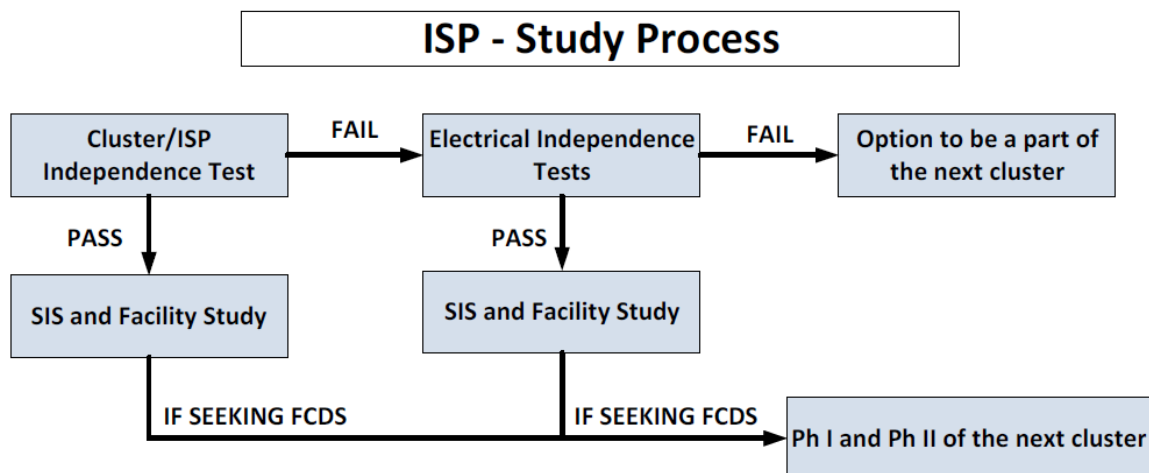 ISP - Study Process
Cluster/ISP
Independence Test
FAIL
Electrical Independence
Tests
FAIL
Option to be a part of
the next cluster
PASS
PASS
SIS and Facility Study
SIS and Facility Study
IF SEEKING FCDS
IF SEEKING FCDS
Ph I and Ph II of the next cluster